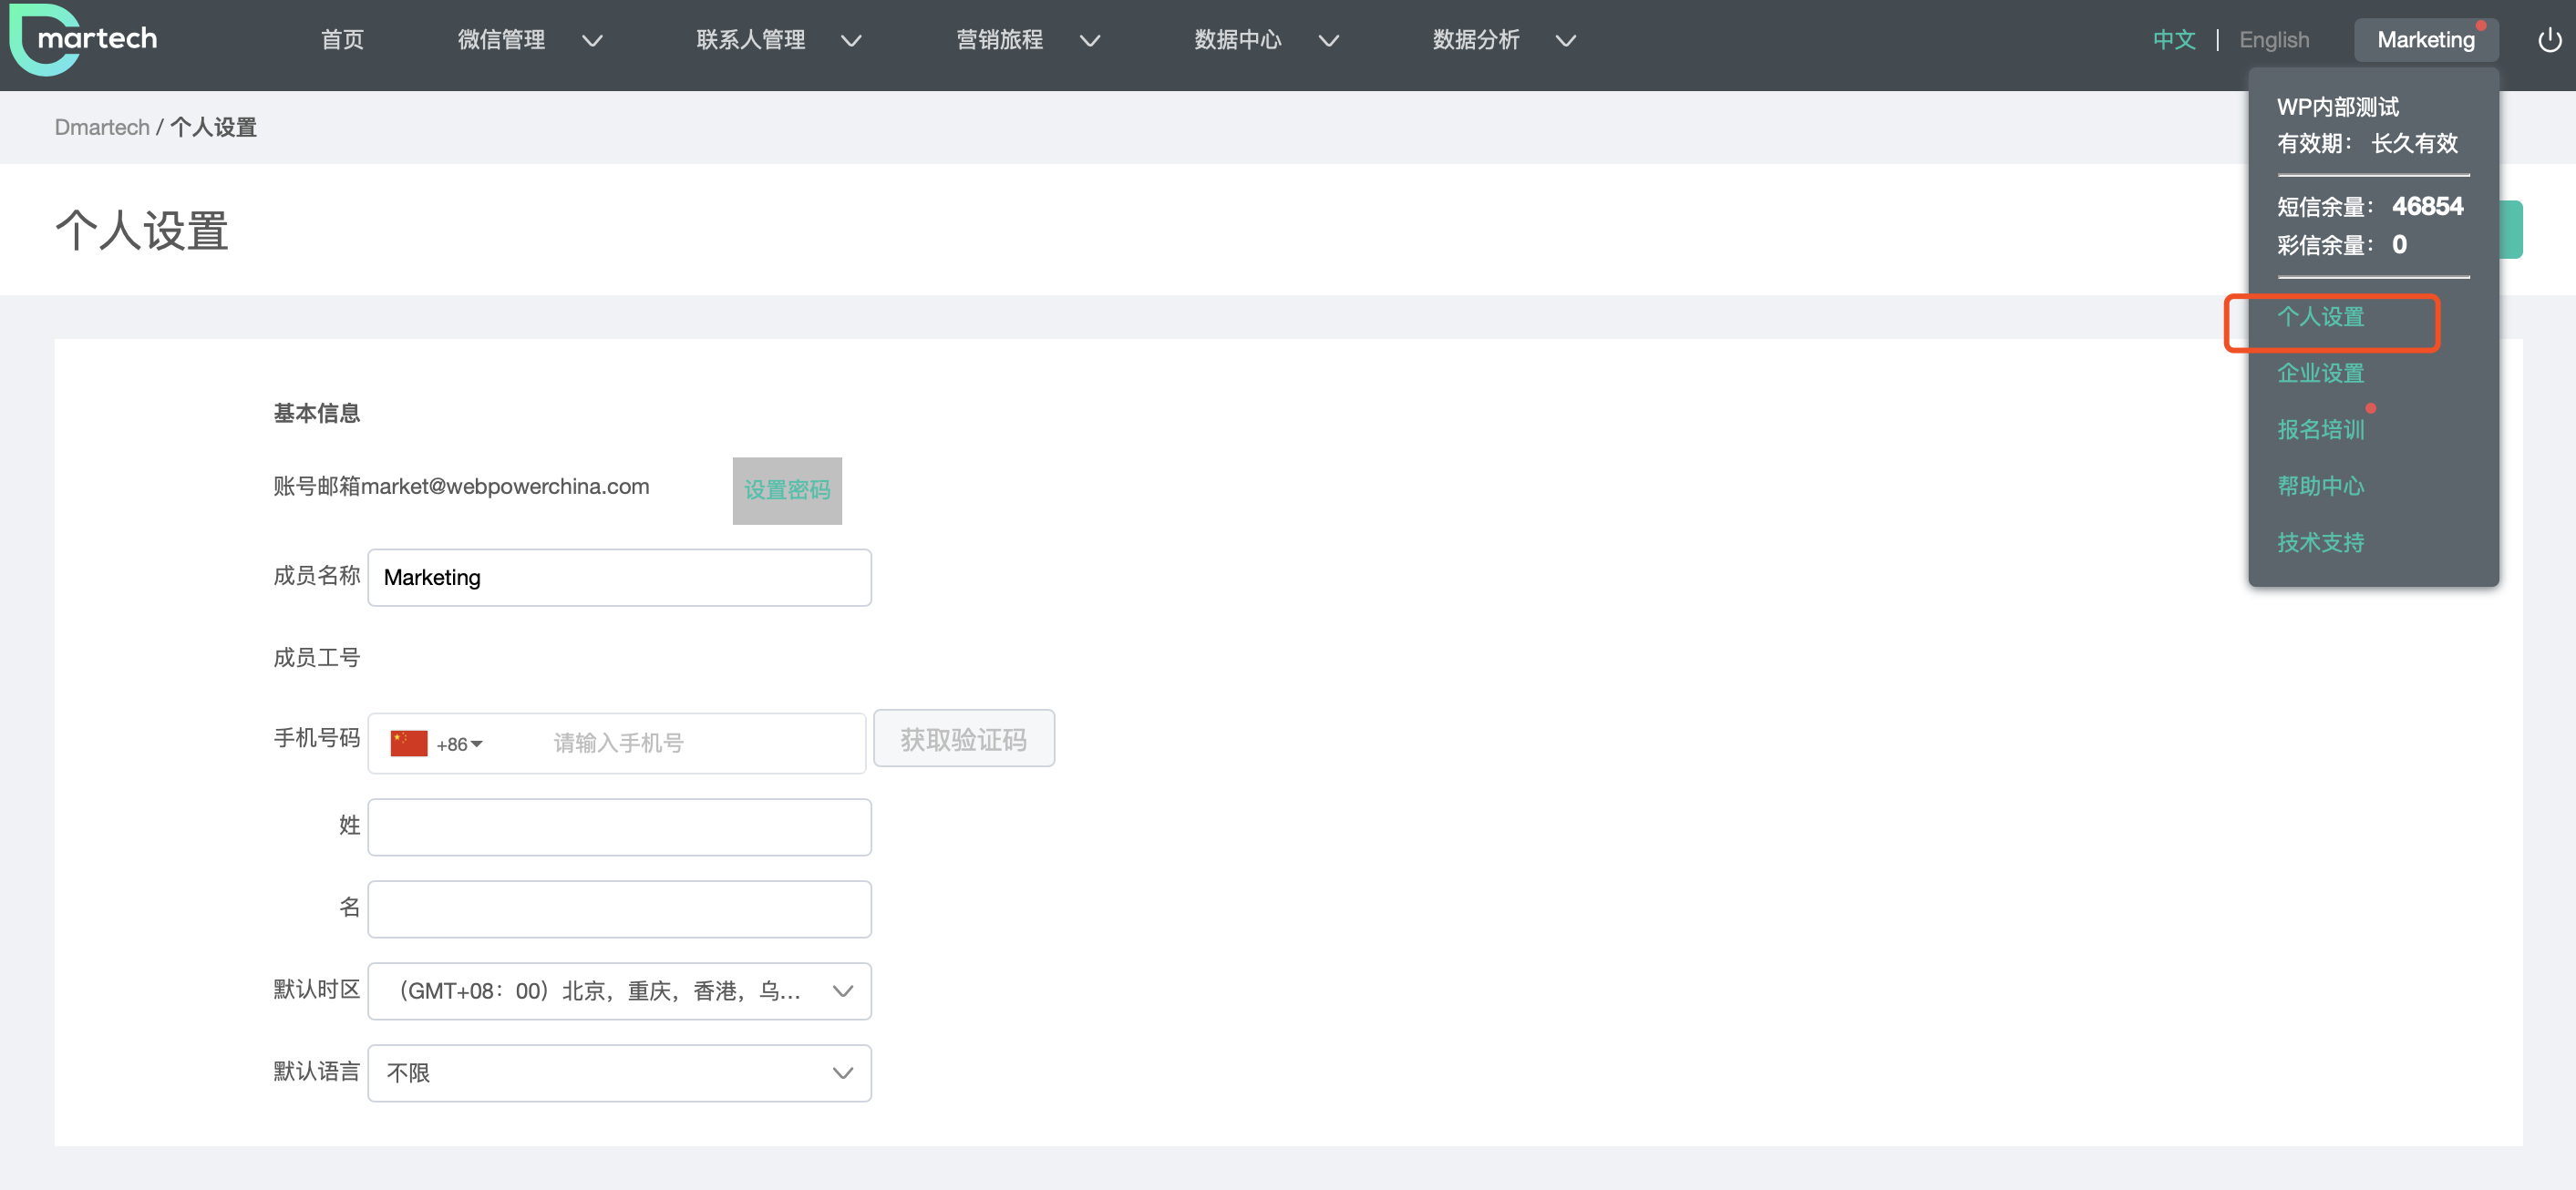 martech
首页
微信管理
联系人管理
营销旅程
数据中心
数据分析
中文 | English
Marketing
Dmartech / 个人设置
个人设置
WP内部测试
有效期： 长久有效
短信余量： 46854
彩信余量： 0
个人设置
企业设置
报名培训
帮助中心
技术支持
基本信息
账号邮箱market@webpowerchina.com
设置密码
成员名称 Marketing
成员工号
手机号码 +86 请输入手机号 获取验证码
姓
名
默认时区 （GMT+08：00）北京，重庆，香港，乌...
默认语言 不限